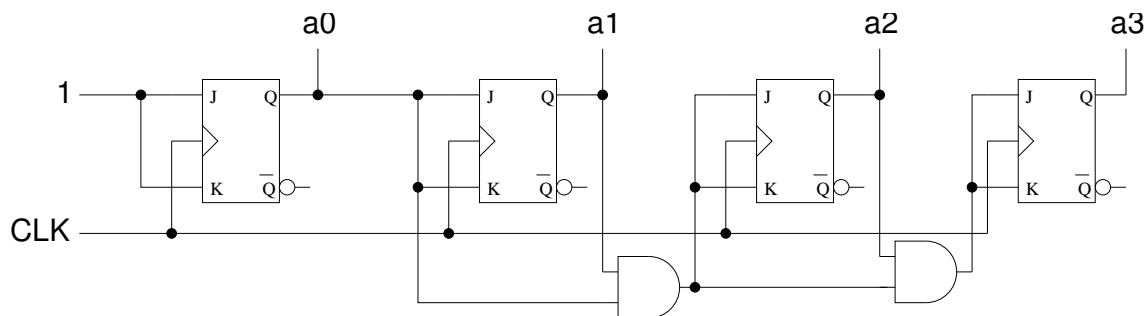 a0 a1 a2 a3
1 J Q J Q J Q J Q
K Q̅ K Q̅ K Q̅ K Q̅
CLK